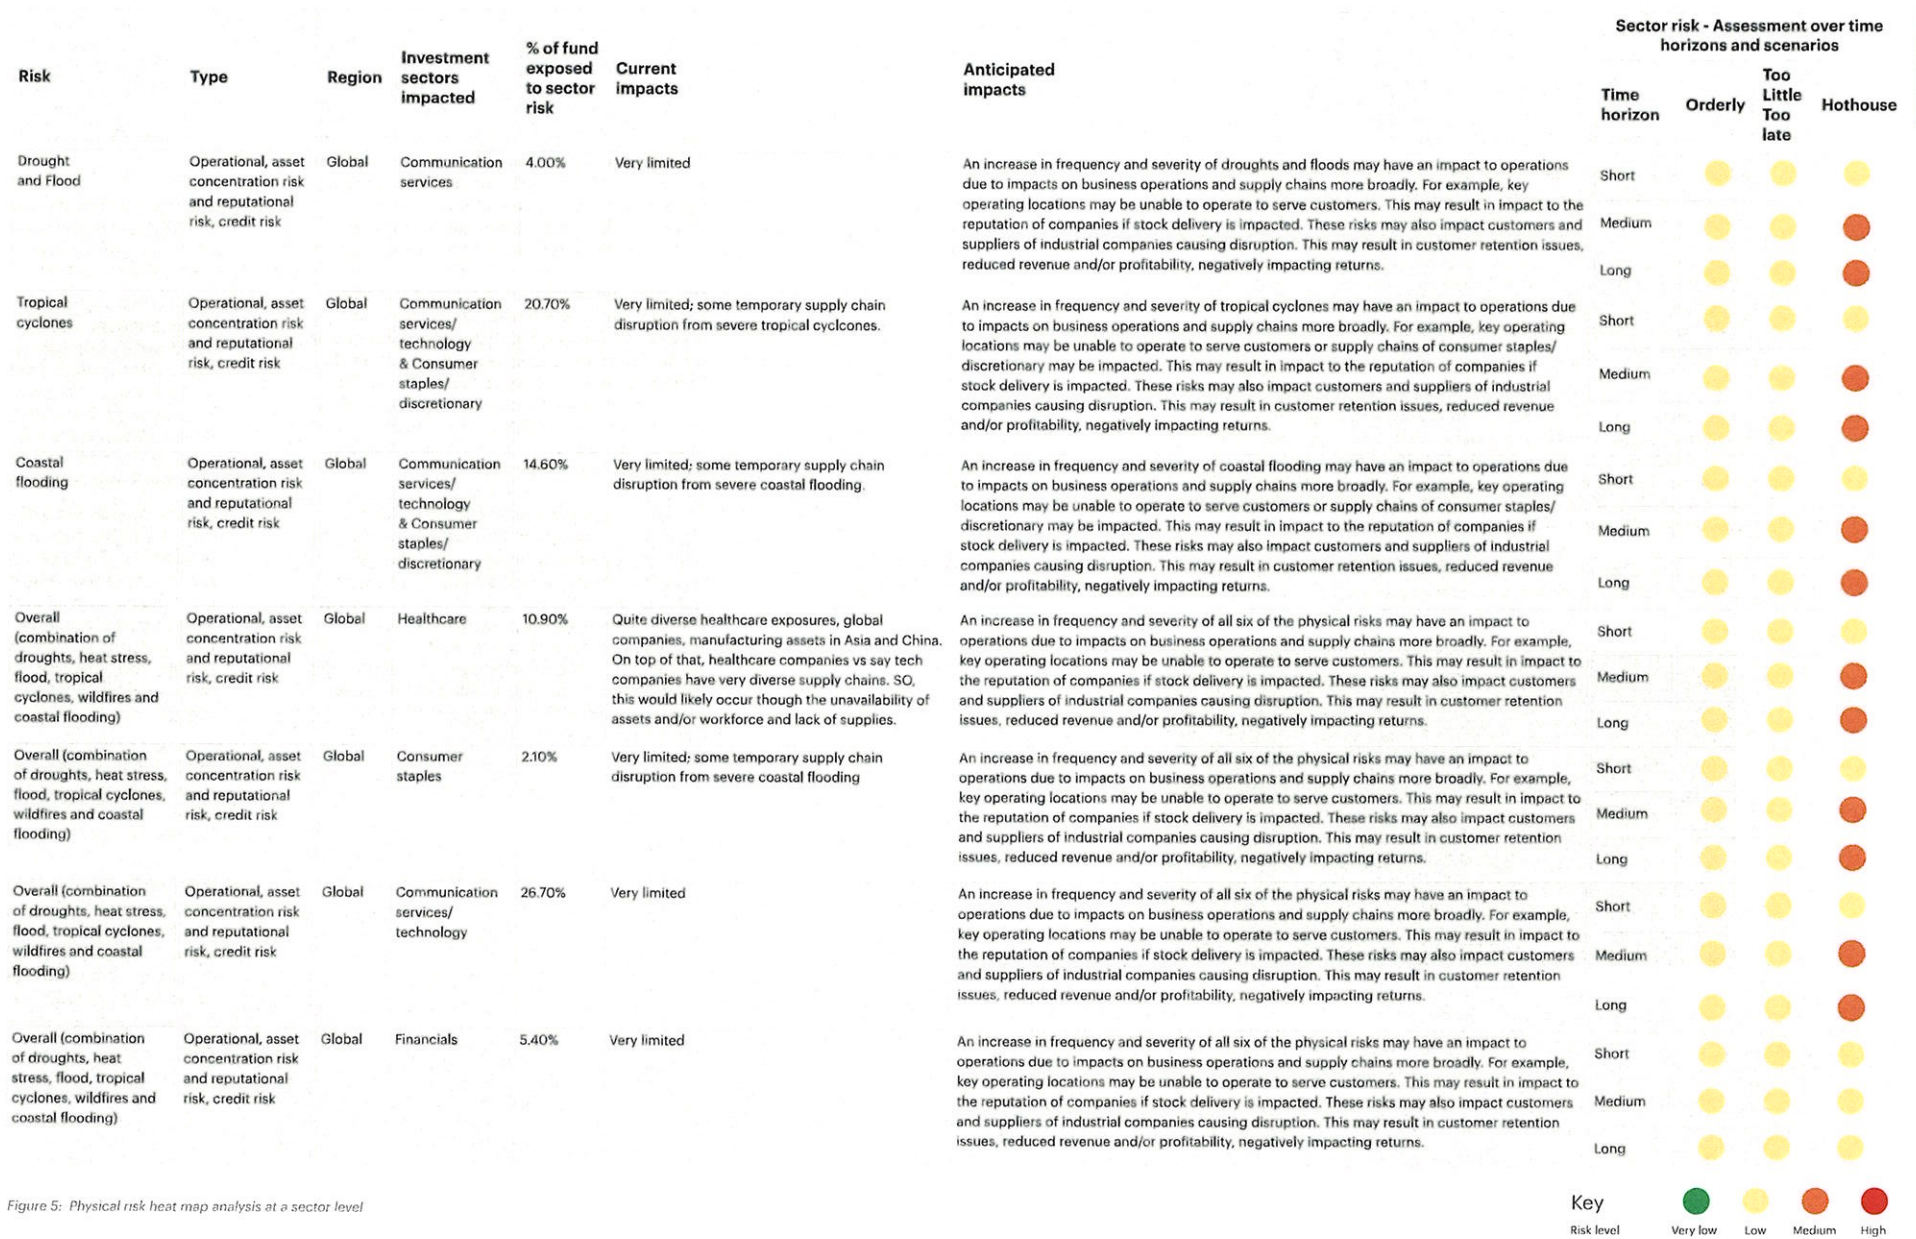 Sector risk - Assessment over time
horizons and scenarios
Risk
Type
Region
Investment
sectors
impacted
% of fund
exposed
to sector
risk
Current
impacts
Anticipated
impacts
Time
horizon
Orderly
Too
Little
Too
late
Hothouse
Drought
and Flood
Operational, asset
concentration risk
and reputational
risk, credit risk
Global
Communication
services
4.00%
Very limited
An increase in frequency and severity of droughts and floods may have an impact to operations
due to impacts on business operations and supply chains more broadly. For example, key
operating locations may be unable to operate to serve customers. This may result in impact to the
reputation of companies if stock delivery is impacted. These risks may also impact customers and
suppliers of industrial companies causing disruption. This may result in customer retention issues,
reduced revenue and/or profitability, negatively impacting returns.
Short
Medium
Long
Tropical
cyclones
Operational, asset
concentration risk
and reputational
risk, credit risk
Global
Communication
services/
technology
& Consumer
staples/
discretionary
20.70%
Very limited; some temporary supply chain
disruption from severe tropical cyclcones.
An increase in frequency and severity of tropical cyclones may have an impact to operations due
to impacts on business operations and supply chains more broadly. For example, key operating
locations may be unable to operate to serve customers or supply chains of consumer staples/
discretionary may be impacted. This may result in impact to the reputation of companies if
stock delivery is impacted. These risks may also impact customers and suppliers of industrial
companies causing disruption. This may result in customer retention issues, reduced revenue
and/or profitability, negatively impacting returns.
Short
Medium
Long
Coastal
flooding
Operational, asset
concentration risk
and reputational
risk, credit risk
Global
Communication
services/
technology
& Consumer
staples/
discretionary
14.60%
Very limited; some temporary supply chain
disruption from severe coastal flooding.
An increase in frequency and severity of coastal flooding may have an impact to operations due
to impacts on business operations and supply chains more broadly. For example, key operating
locations may be unable to operate to serve customers or supply chains of consumer staples/
discretionary may be impacted. This may result in impact to the reputation of companies if
stock delivery is impacted. These risks may also impact customers and suppliers of industrial
companies causing disruption. This may result in customer retention issues, reduced revenue
and/or profitability, negatively impacting returns.
Short
Medium
Long
Overall
(combination of
droughts, heat stress,
flood, tropical
cyclones, wildfires and
coastal flooding)
Operational, asset
concentration risk
and reputational
risk, credit risk
Global
Healthcare
10.90%
Quite diverse healthcare exposures, global
companies, manufacturing assets in Asia and China.
On top of that, healthcare companies vs say tech
companies have very diverse supply chains. SO,
this would likely occur though the unavailability of
assets and/or workforce and lack of supplies.
An increase in frequency and severity of all six of the physical risks may have an impact to
operations due to impacts on business operations and supply chains more broadly. For example,
key operating locations may be unable to operate to serve customers. This may result in impact to
the reputation of companies if stock delivery is impacted. These risks may also impact customers
and suppliers of industrial companies causing disruption. This may result in customer retention
issues, reduced revenue and/or profitability, negatively impacting returns.
Short
Medium
Long
Overall (combination
of droughts, heat stress,
flood, tropical cyclones,
wildfires and coastal
flooding)
Operational, asset
concentration risk
and reputational
risk, credit risk
Global
Consumer
staples
2.10%
Very limited; some temporary supply chain
disruption from severe coastal flooding
An increase in frequency and severity of all six of the physical risks may have an impact to
operations due to impacts on business operations and supply chains more broadly. For example,
key operating locations may be unable to operate to serve customers. This may result in impact to
the reputation of companies if stock delivery is impacted. These risks may also impact customers
and suppliers of industrial companies causing disruption. This may result in customer retention
issues, reduced revenue and/or profitability, negatively impacting returns.
Short
Medium
Long
Overall (combination
of droughts, heat stress,
flood, tropical cyclones,
wildfires and coastal
flooding)
Operational, asset
concentration risk
and reputational
risk, credit risk
Global
Communication
services/
technology
26.70%
Very limited
An increase in frequency and severity of all six of the physical risks may have an impact to
operations due to impacts on business operations and supply chains more broadly. For example,
key operating locations may be unable to operate to serve customers. This may result in impact to
the reputation of companies if stock delivery is impacted. These risks may also impact customers
and suppliers of industrial companies causing disruption. This may result in customer retention
issues, reduced revenue and/or profitability, negatively impacting returns.
Short
Medium
Long
Overall (combination
of droughts, heat
stress, flood, tropical
cyclones, wildfires and
coastal flooding)
Operational, asset
concentration risk
and reputational
risk, credit risk
Global
Financials
5.40%
Very limited
An increase in frequency and severity of all six of the physical risks may have an impact to
operations due to impacts on business operations and supply chains more broadly. For example,
key operating locations may be unable to operate to serve customers. This may result in impact to
the reputation of companies if stock delivery is impacted. These risks may also impact customers
and suppliers of industrial companies causing disruption. This may result in customer retention
issues, reduced revenue and/or profitability, negatively impacting returns.
Short
Medium
Long
Figure 5: Physical risk heat map analysis at a sector level
Key
Risk level
Very low
Low
Medium
High